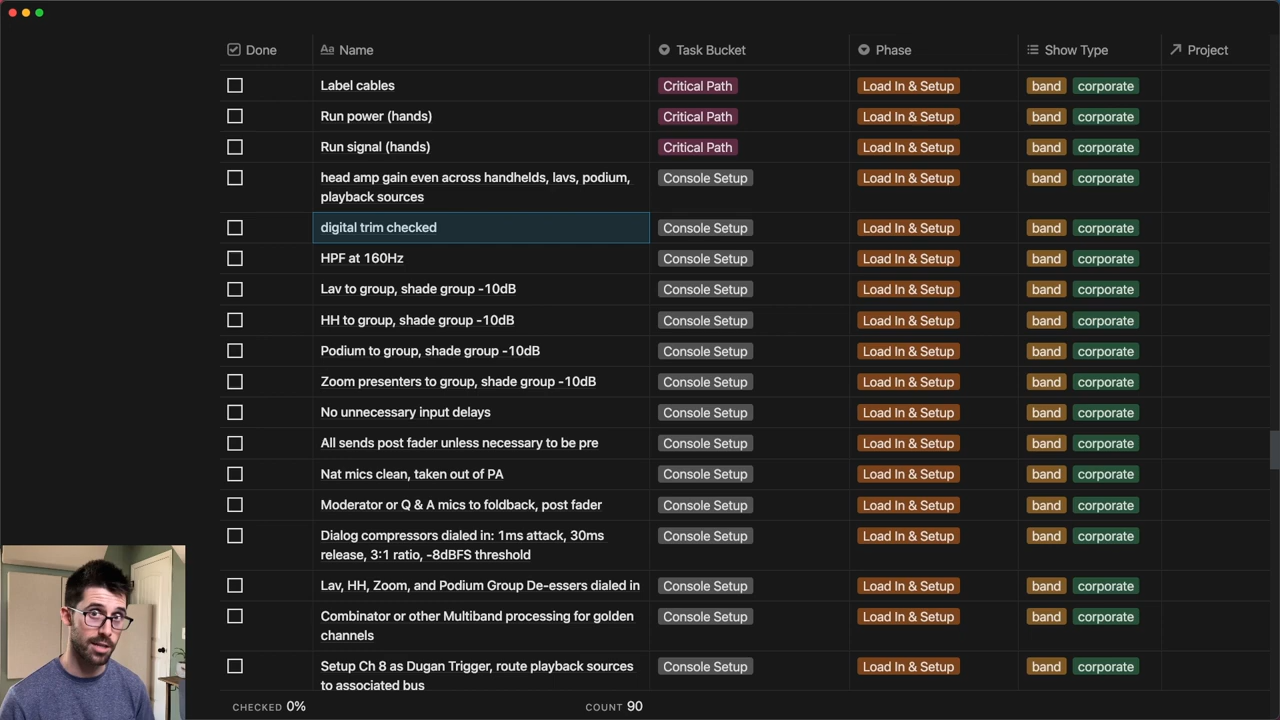 Done Name Task Bucket Phase Show Type Project
Label cables Critical Path Load In & Setup band corporate
Run power (hands) Critical Path Load In & Setup band corporate
Run signal (hands) Critical Path Load In & Setup band corporate
head amp gain even across handhelds, lavs, podium, Console Setup Load In & Setup band corporate
playback sources
digital trim checked Console Setup Load In & Setup band corporate
HPF at 160Hz Console Setup Load In & Setup band corporate
Lav to group, shade group -10dB Console Setup Load In & Setup band corporate
HH to group, shade group -10dB Console Setup Load In & Setup band corporate
Podium to group, shade group -10dB Console Setup Load In & Setup band corporate
Zoom presenters to group, shade group -10dB Console Setup Load In & Setup band corporate
No unnecessary input delays Console Setup Load In & Setup band corporate
All sends post fader unless necessary to be pre Console Setup Load In & Setup band corporate
Nat mics clean, taken out of PA Console Setup Load In & Setup band corporate
Moderator or Q & A mics to foldback, post fader Console Setup Load In & Setup band corporate
Dialog compressors dialed in: 1ms attack, 30ms Console Setup Load In & Setup band corporate
release, 3:1 ratio, -8dBFS threshold
Lav, HH, Zoom, and Podium Group De-essers dialed in Console Setup Load In & Setup band corporate
Combinator or other Multiband processing for golden Console Setup Load In & Setup band corporate
channels
Setup Ch 8 as Dugan Trigger, route playback sources Console Setup Load In & Setup band corporate
to associated bus
CHECKED 0% COUNT 90